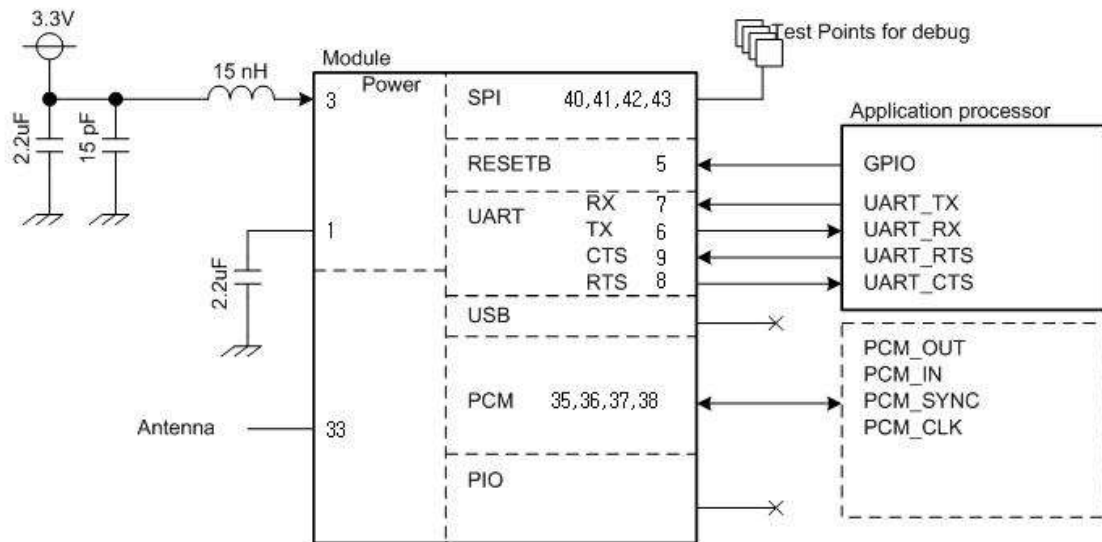 3.3V
Test Points for debug
Module
15 nH
Power
3
SPI 40,41,42,43
Application processor
2.2uF
15 pF
RESETB 5
GPIO
UART
RX 7
UART_TX
TX 6
UART_RX
CTS 9
UART_RTS
RTS 8
UART_CTS
1
2.2uF
USB
PCM_OUT
PCM_IN
PCM 35,36,37,38
PCM_SYNC
PCM_CLK
Antenna
33
PIO